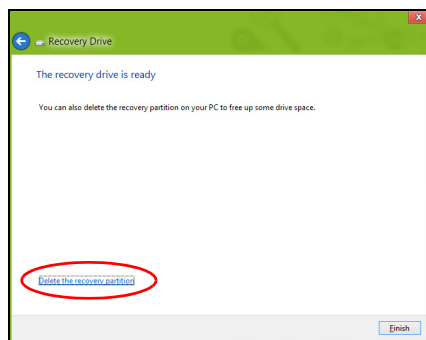 Recovery Drive
The recovery drive is ready
You can also delete the recovery partition on your PC to free up some drive space.
Delete the recovery partition
Finish